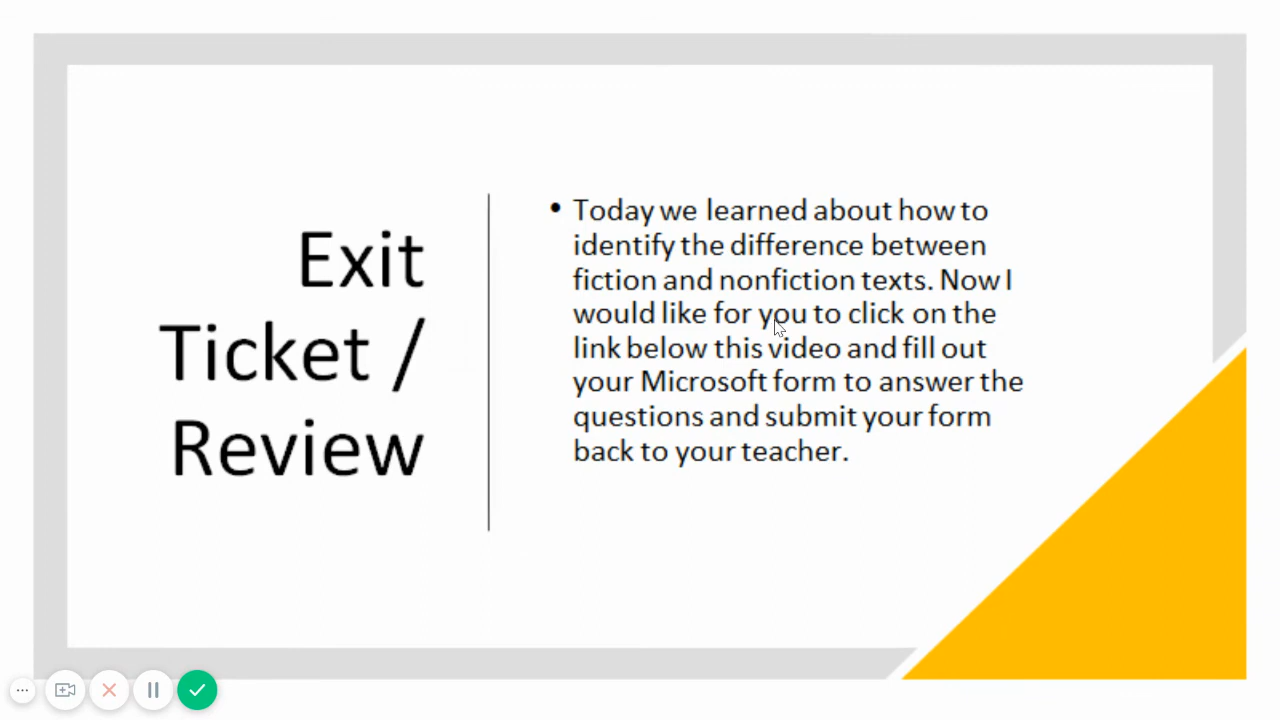 Exit
Ticket /
Review
• Today we learned about how to
identify the difference between
fiction and nonfiction texts. Now I
would like for you to click on the
link below this video and fill out
your Microsoft form to answer the
questions and submit your form
back to your teacher.